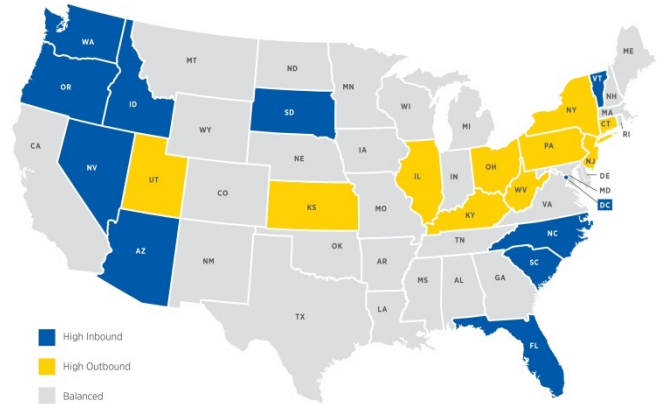 WA
OR
ID
MT
ND
MN
SD
WY
WI
MI
ME
VT
NH
NY
MA
CT
RI
CA
NV
UT
CO
NE
IA
IL
IN
OH
PA
NJ
DE
MD
DC
WV
VA
KS
MO
KY
NC
AZ
NM
OK
AR
TN
SC
TX
LA
MS
AL
GA
FL
High Inbound
High Outbound
Balanced